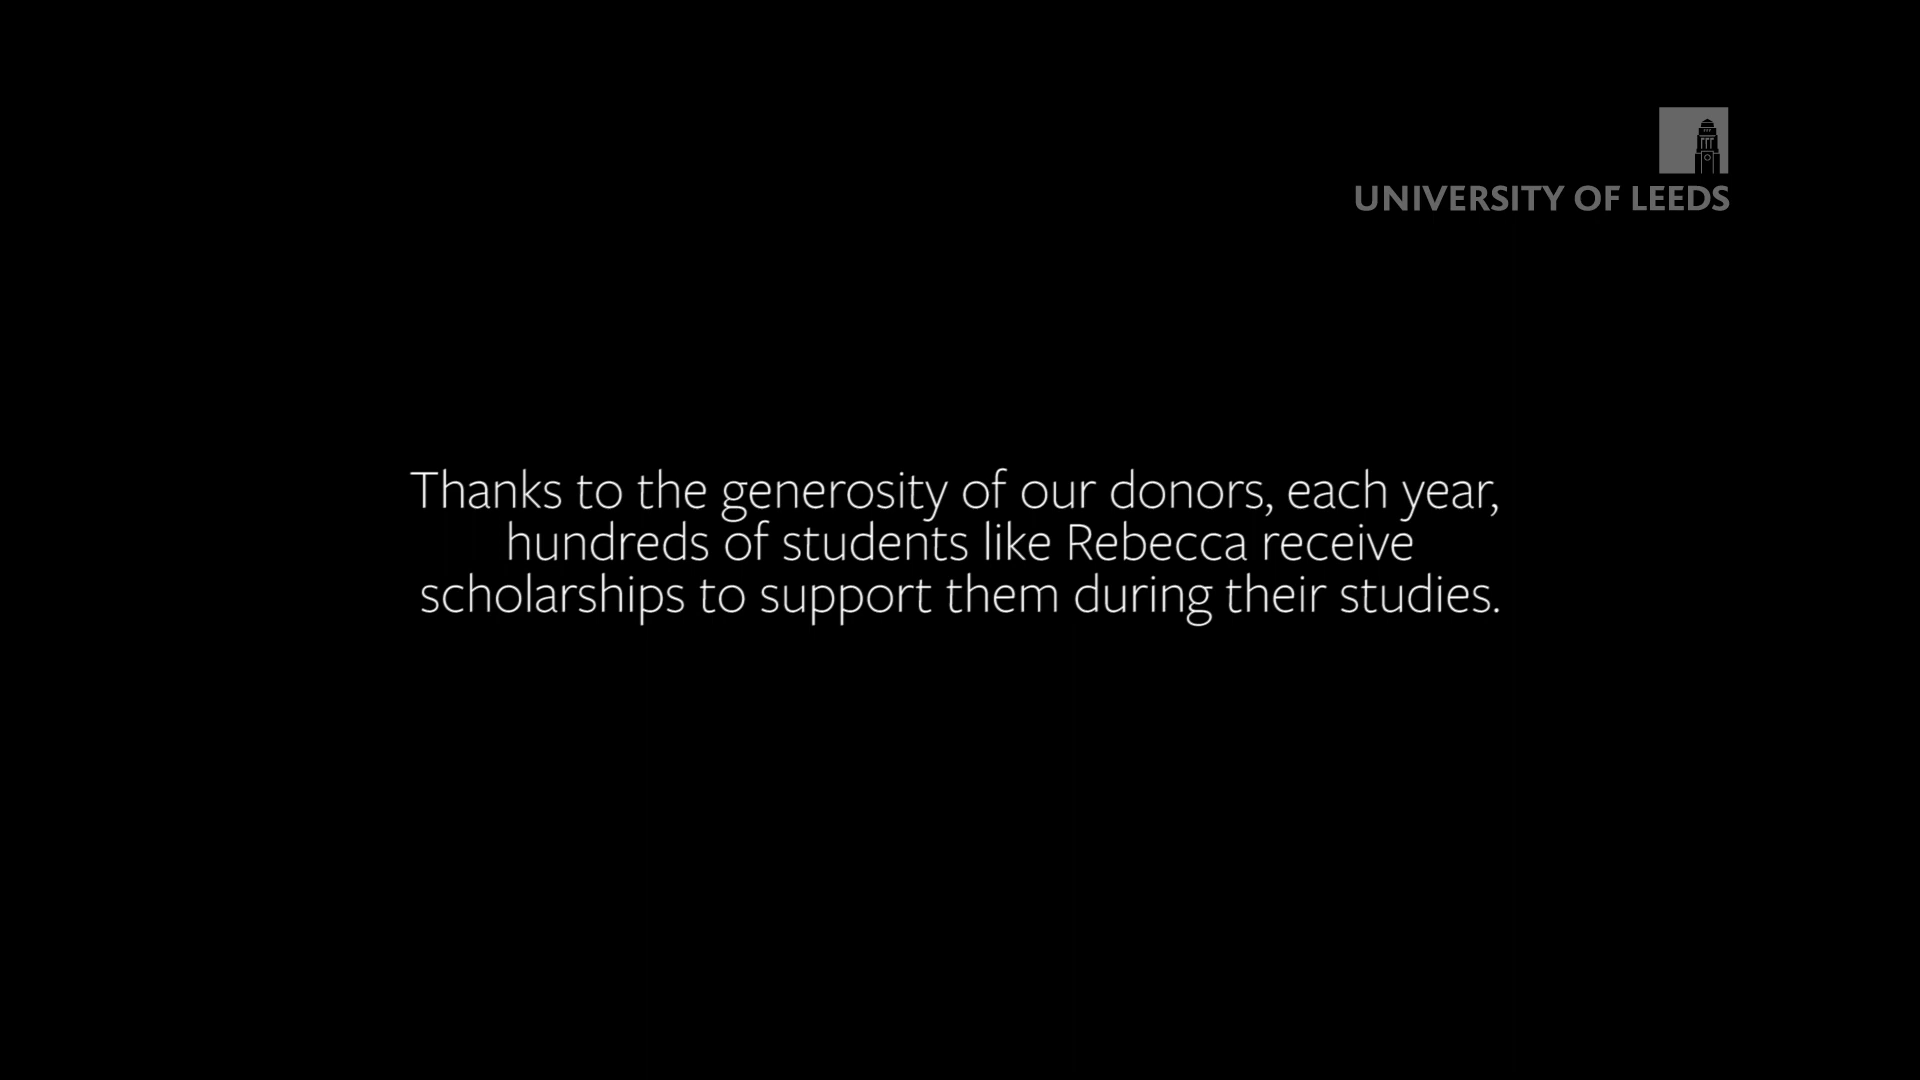 UNIVERSITY OF LEEDS
Thanks to the generosity of our donors, each year,
hundreds of students like Rebecca receive
scholarships to support them during their studies.